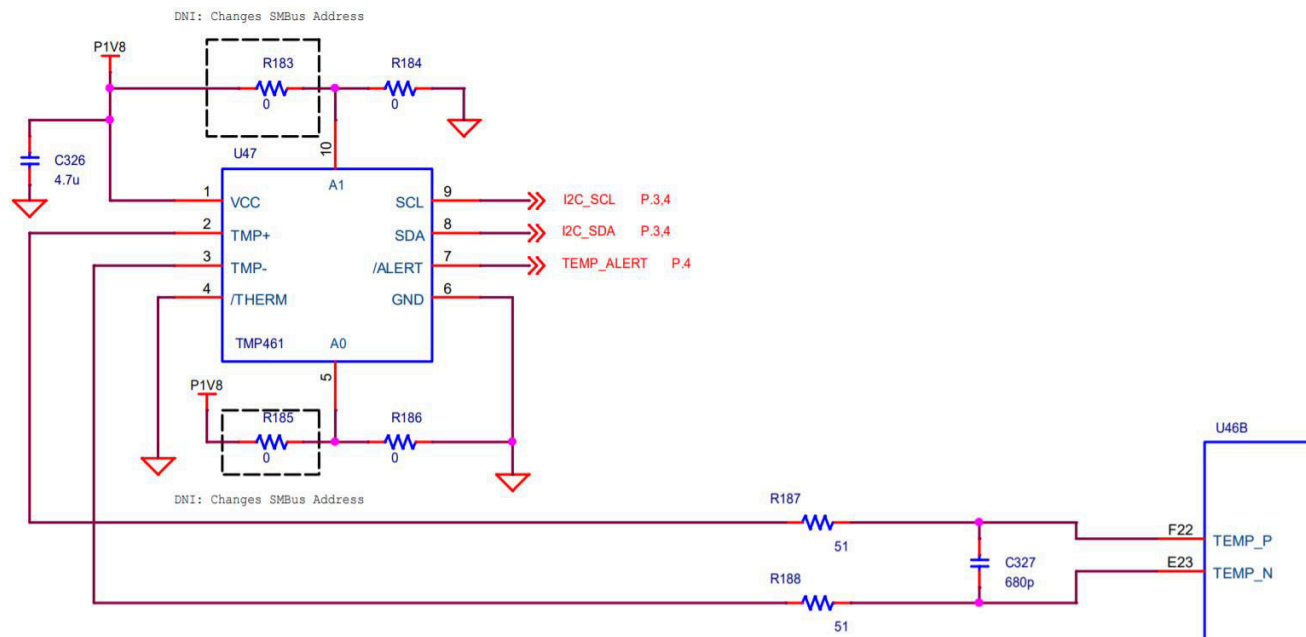 DNI: Changes SMBus Address
P1V8
R183
R184
0
0
C326
4.7u
U47
10
A1
1
VCC
SCL
9
I2C_SCL P.3,4
2
TMP+
SDA
8
I2C_SDA P.3,4
3
TMP-
/ALERT
7
TEMP_ALERT P.4
4
/THERM
GND
6
TMP461
A0
5
P1V8
R185
R186
0
0
DNI: Changes SMBus Address
U46B
R187
51
F22
TEMP_P
C327
680p
E23
TEMP_N
R188
51